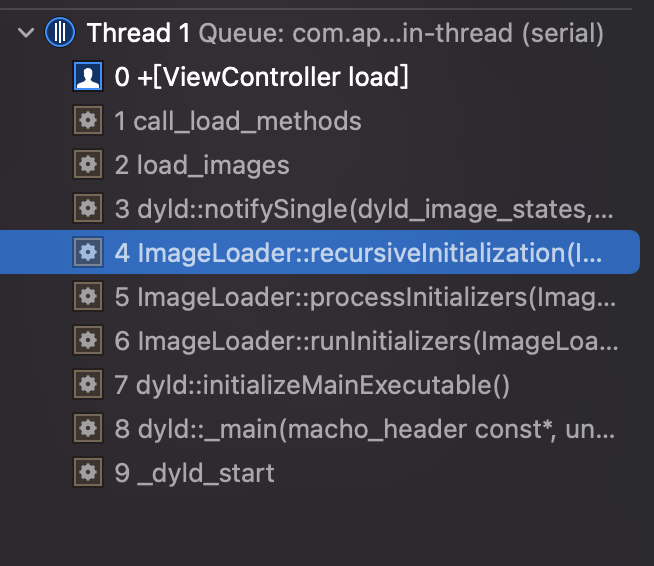 Thread 1 Queue: com.ap...in-thread (serial)
0 +[ViewController load]
1 call_load_methods
2 load_images
3 dyld::notifySingle(dyld_image_states,...
4 ImageLoader::recursiveInitialization(I...
5 ImageLoader::processInitializers(Imag...
6 ImageLoader::runInitializers(ImageLoa...
7 dyld::initializeMainExecutable()
8 dyld::_main(macho_header const*, un...
9 _dyld_start